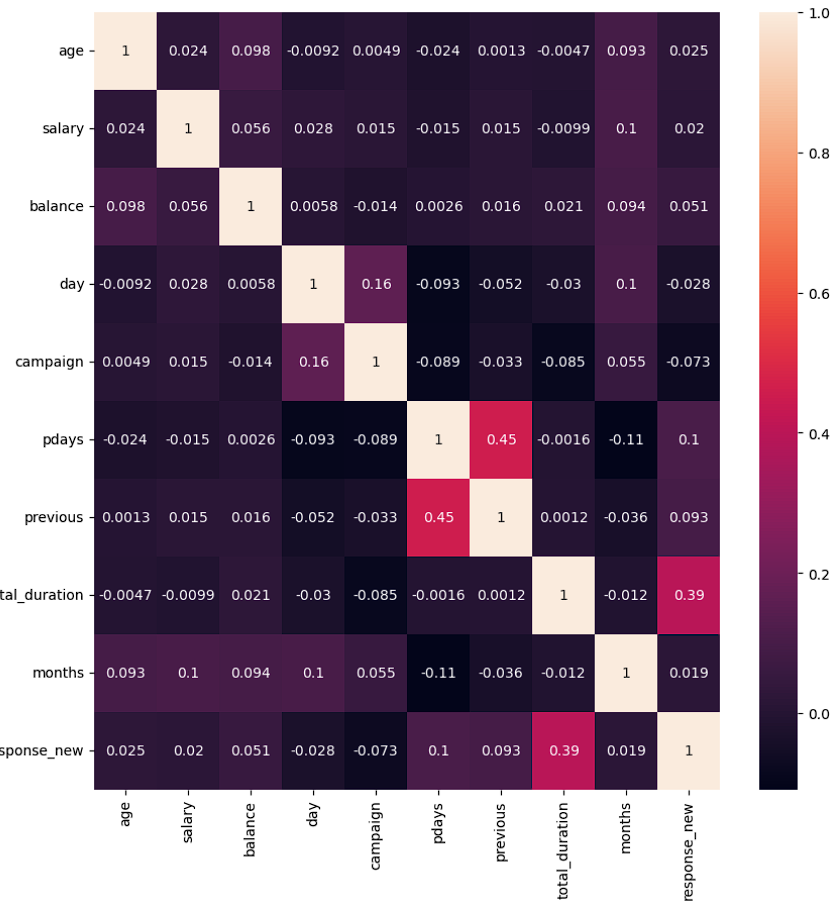 1.0
age 1 0.024 0.098 -0.0092 0.0049 -0.024 0.0013 -0.0047 0.093 0.025
salary 0.024 1 0.056 0.028 0.015 -0.015 0.015 -0.0099 0.1 0.02
0.8
balance 0.098 0.056 1 0.0058 -0.014 0.0026 0.016 0.021 0.094 0.051
day -0.0092 0.028 0.0058 1 0.16 -0.093 -0.052 -0.03 0.1 -0.028
0.6
campaign 0.0049 0.015 -0.014 0.16 1 -0.089 -0.033 -0.085 0.055 -0.073
0.4
pdays -0.024 -0.015 0.0026 -0.093 -0.089 1 0.45 -0.0016 -0.11 0.1
previous 0.0013 0.015 0.016 -0.052 -0.033 0.45 1 0.0012 -0.036 0.093
0.2
tal_duration -0.0047 -0.0099 0.021 -0.03 -0.085 -0.0016 0.0012 1 -0.012 0.39
months 0.093 0.1 0.094 0.1 0.055 -0.11 -0.036 -0.012 1 0.019
0.0
sponse_new 0.025 0.02 0.051 -0.028 -0.073 0.1 0.093 0.39 0.019 1
age
salary
balance
day
campaign
pdays
previous
total_duration
months
response_new